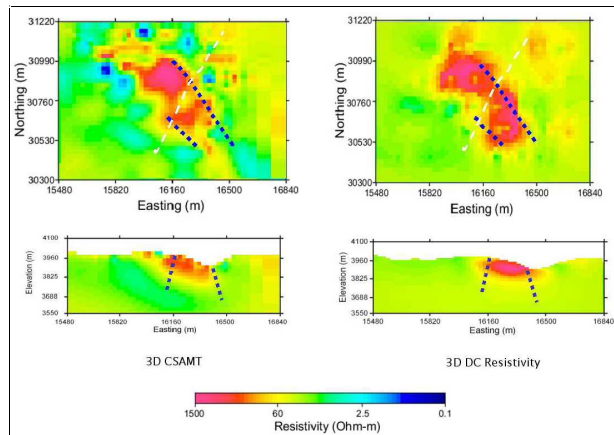 31220
30990
30760
30530
30300
Northing (m)
15480 15820 16160 16500 16840
Easting (m)
31220
30990
30760
30530
30300
Northing (m)
15480 15820 16160 16500 16840
Easting (m)
4100
3960
3825
3688
3550
Elevation (m)
15480 15820 16160 16500 16840
Easting (m)
4100
3960
3825
3688
3550
Elevation (m)
15480 15820 16160 16500 16840
Easting (m)
3D CSAMT
3D DC Resistivity
1500 60 2.5 0.1
Resistivity (Ohm-m)